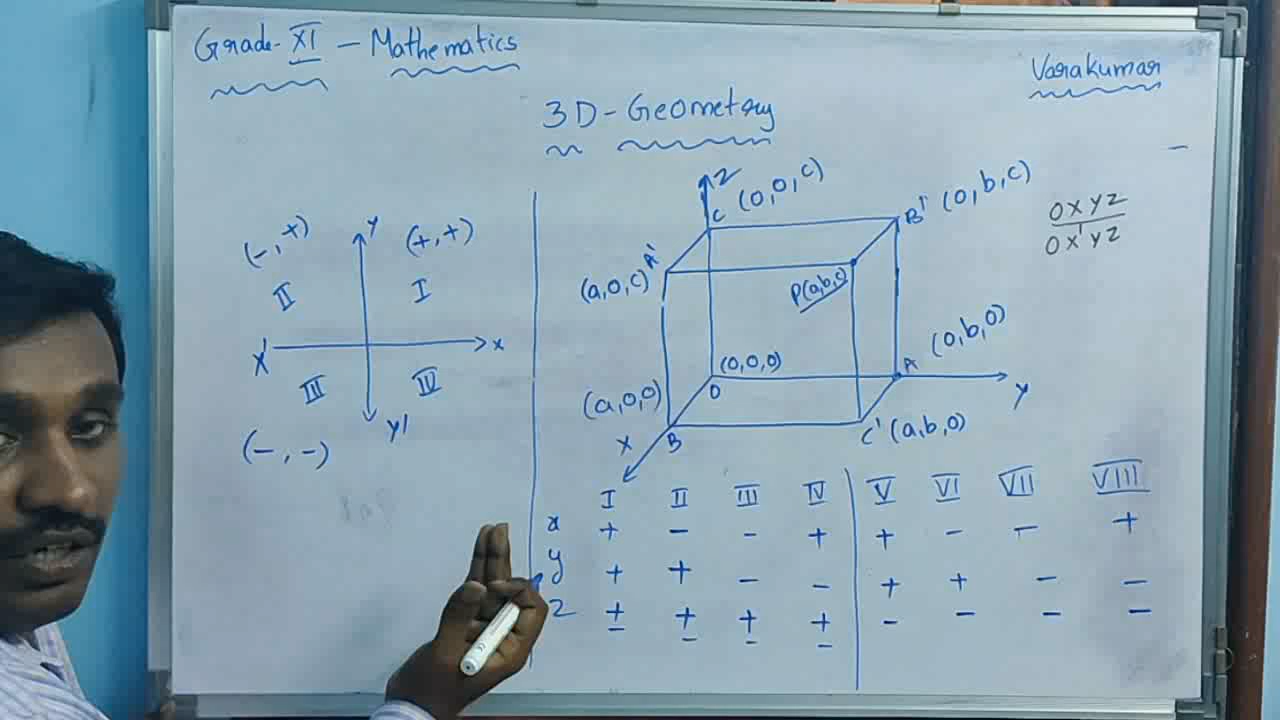 Grade-XI - Mathematics
Varakumar
3D-Geometry
(-,+) II
y
(+,+) I
X'
x
III
IV
(-,-)
y'
Z
C (0,0,c)
B' (0,b,c)
A' (a,0,c)
P(a,b,c)
(0,0,0)
O
A (0,b,0)
y
(a,0,0)
X
B
C' (a,b,0)
OXYZ
OX'YZ
I II III IV V VI VII VIII
x + - - + + - - +
y + + - - + + - -
z + + + + - - - -